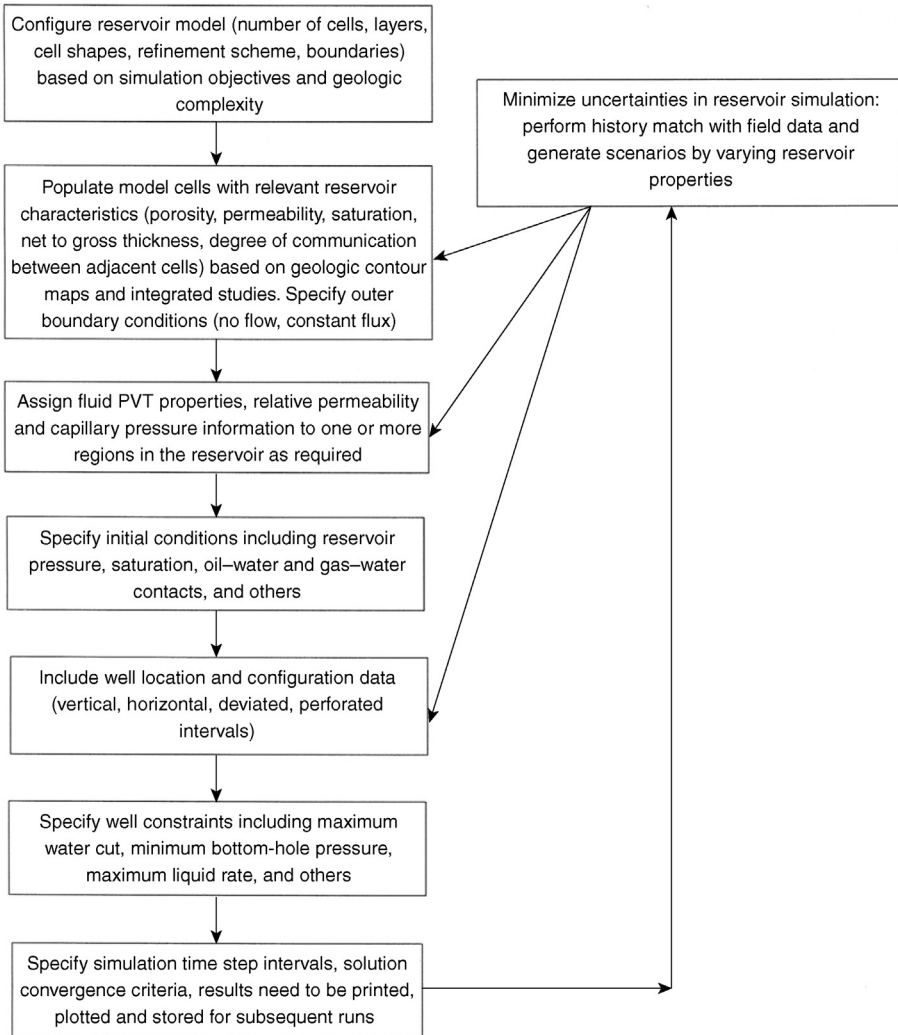 Configure reservoir model (number of cells, layers,
cell shapes, refinement scheme, boundaries)
based on simulation objectives and geologic
complexity
Minimize uncertainties in reservoir simulation:
perform history match with field data and
generate scenarios by varying reservoir
properties
Populate model cells with relevant reservoir
characteristics (porosity, permeability, saturation,
net to gross thickness, degree of communication
between adjacent cells) based on geologic contour
maps and integrated studies. Specify outer
boundary conditions (no flow, constant flux)
Assign fluid PVT properties, relative permeability
and capillary pressure information to one or more
regions in the reservoir as required
Specify initial conditions including reservoir
pressure, saturation, oil–water and gas–water
contacts, and others
Include well location and configuration data
(vertical, horizontal, deviated, perforated
intervals)
Specify well constraints including maximum
water cut, minimum bottom-hole pressure,
maximum liquid rate, and others
Specify simulation time step intervals, solution
convergence criteria, results need to be printed,
plotted and stored for subsequent runs